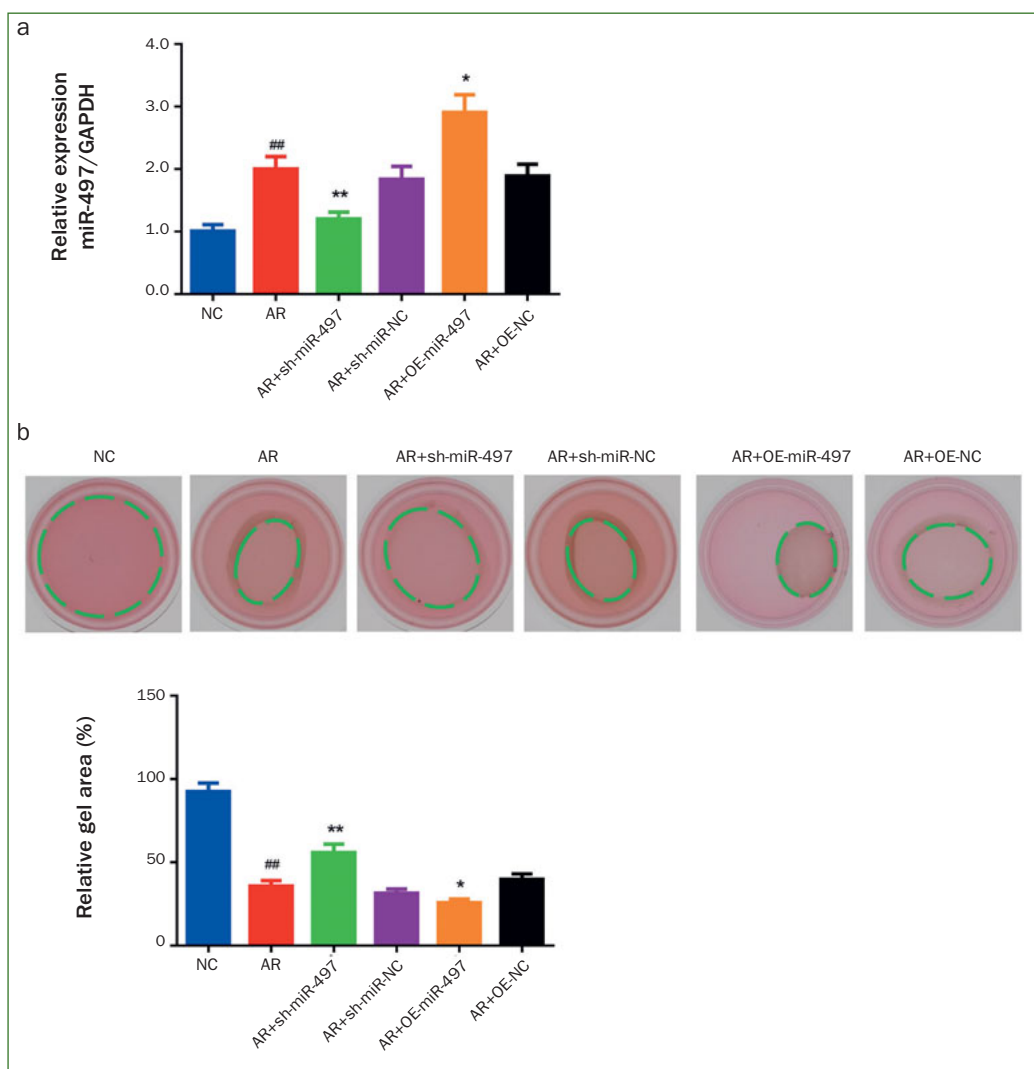 a
Relative expression
miR-497/GAPDH
4.0
3.0
2.0
1.0
0.0
##
**
*
NC
AR
AR+sh-miR-497
AR+sh-miR-NC
AR+OE-miR-497
AR+OE-NC
b
NC AR AR+sh-miR-497 AR+sh-miR-NC AR+OE-miR-497 AR+OE-NC
Relative gel area (%)
150
100
50
0
##
**
*
NC
AR
AR+sh-miR-497
AR+sh-miR-NC
AR+OE-miR-497
AR+OE-NC